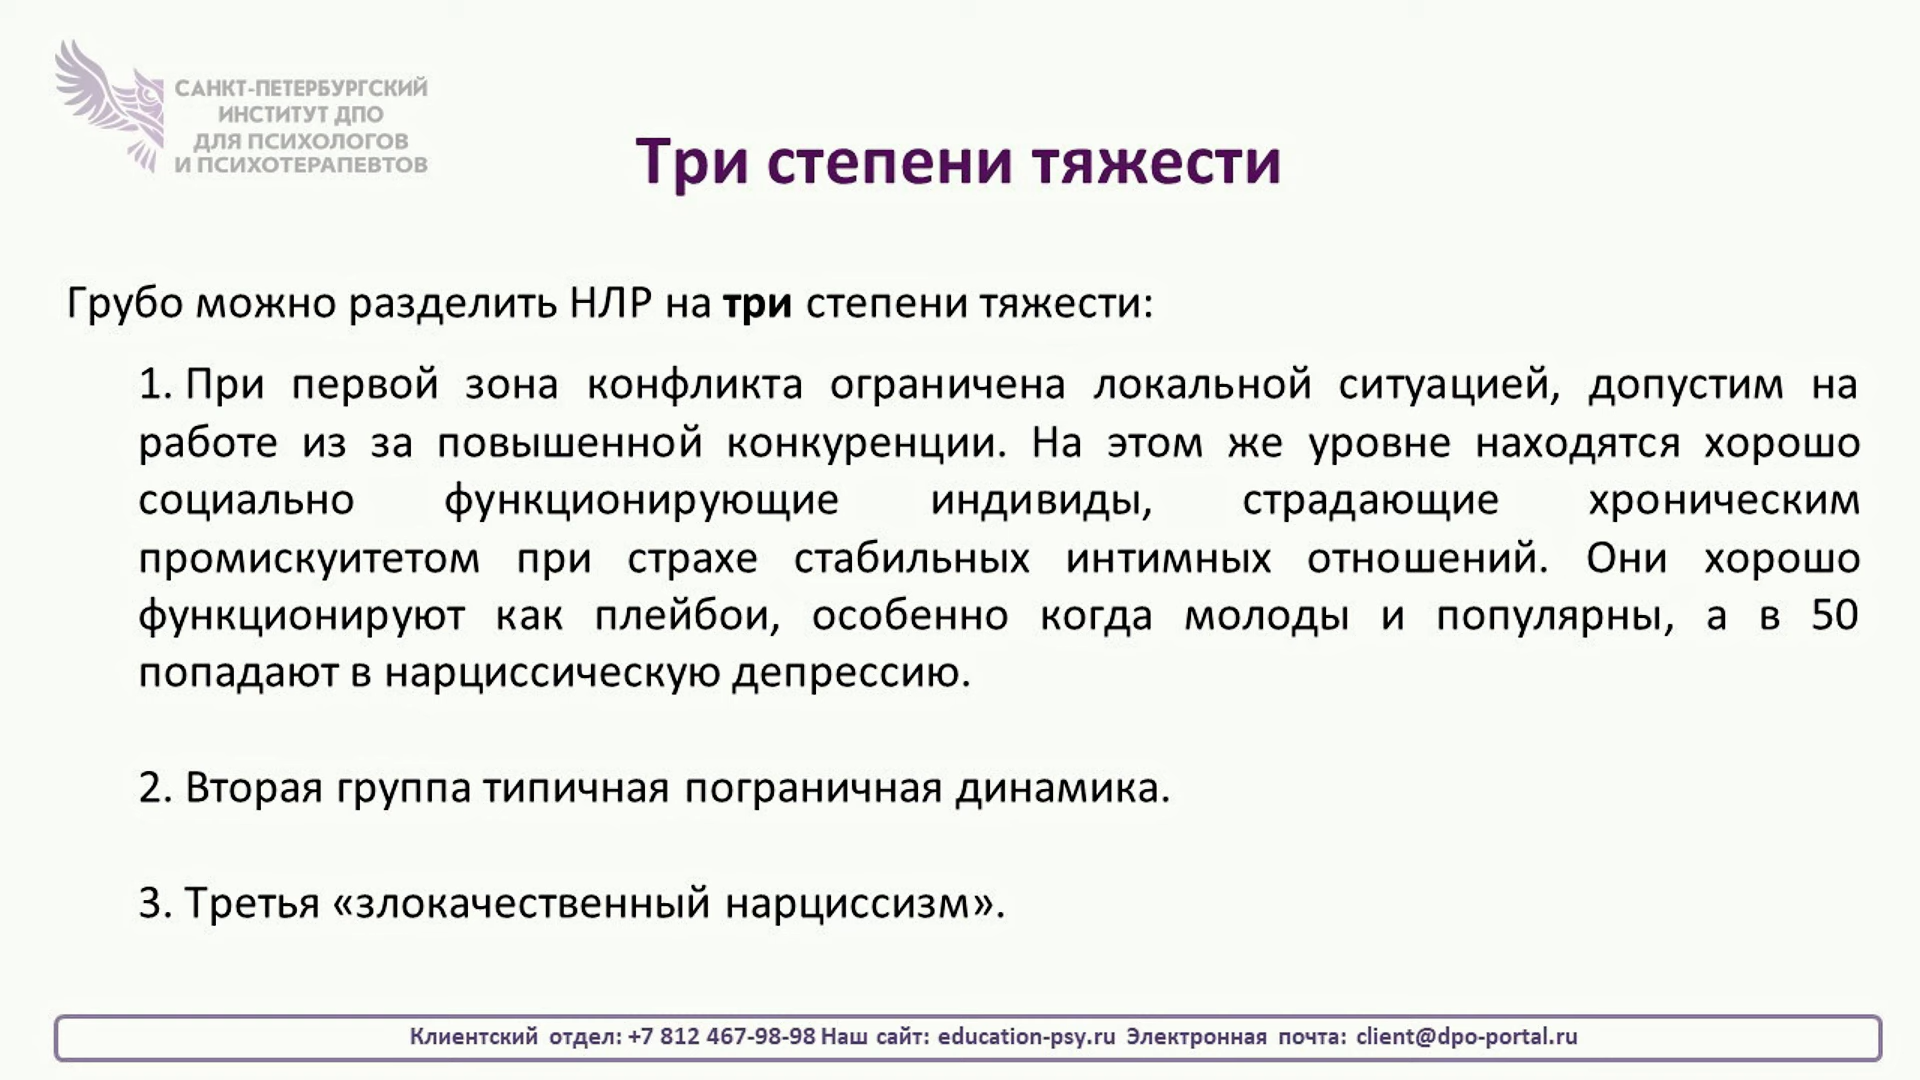 САНКТ-ПЕТЕРБУРГСКИЙ
ИНСТИТУТ ДПО
ДЛЯ ПСИХОЛОГОВ
И ПСИХОТЕРАПЕВТОВ
Три степени тяжести
Грубо можно разделить НЛР на три степени тяжести:
1. При первой зона конфликта ограничена локальной ситуацией, допустим на
работе из за повышенной конкуренции. На этом же уровне находятся хорошо
социально функционирующие индивиды, страдающие хроническим
промискуитетом при страхе стабильных интимных отношений. Они хорошо
функционируют как плейбои, особенно когда молоды и популярны, а в 50
попадают в нарциссическую депрессию.
2. Вторая группа типичная пограничная динамика.
3. Третья «злокачественный нарциссизм».
Клиентский отдел: +7 812 467-98-98 Наш сайт: education-psy.ru Электронная почта: client@dpo-portal.ru